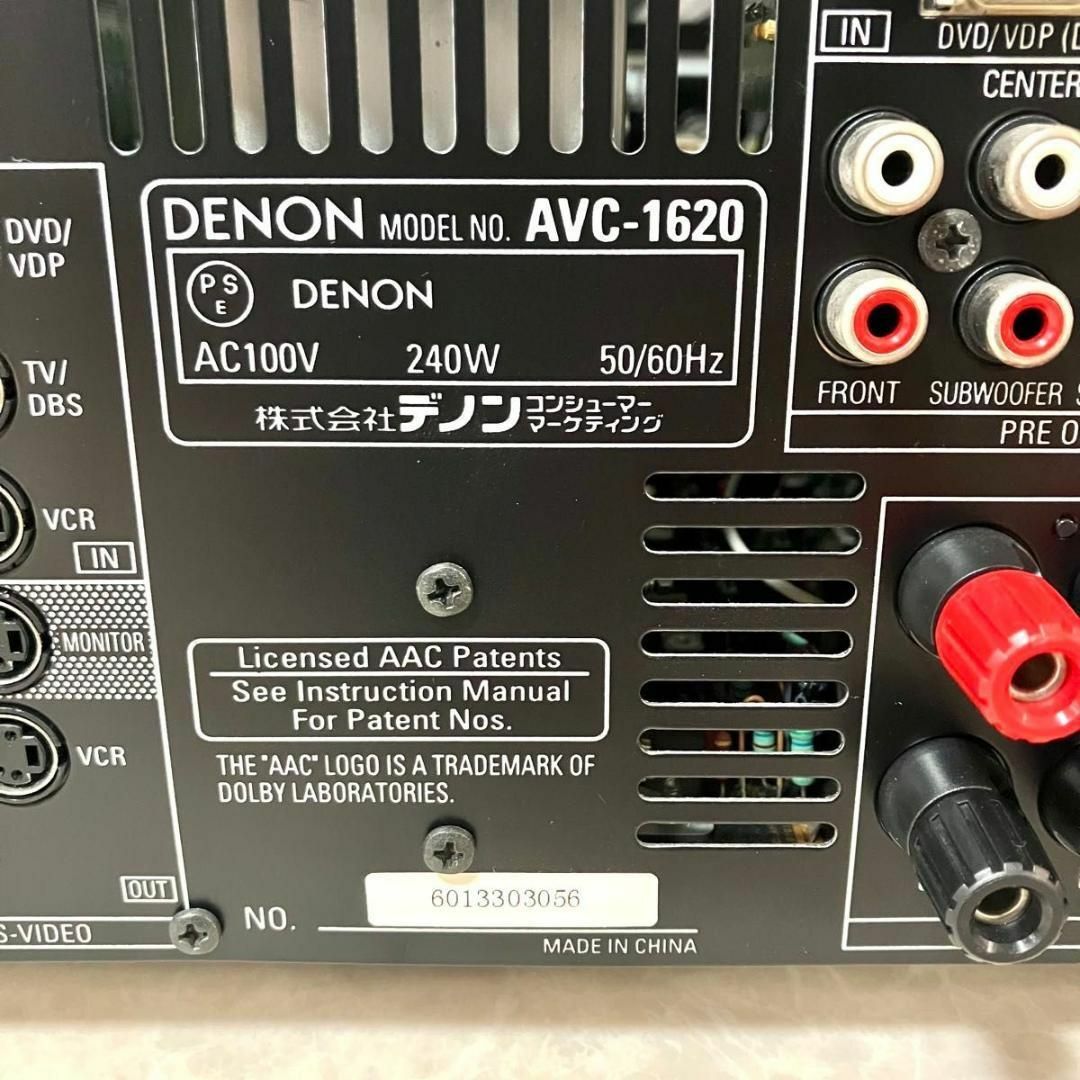 IN
DVD/VDP
CENTER
DENON MODEL NO. AVC-1620
PSE DENON
AC100V 240W 50/60Hz
株式会社デノン コンシューマー
マーケティング
DVD/
VDP
TV/
DBS
VCR
IN
MONITOR
VCR
OUT
S-VIDEO
FRONT SUBWOOFER
PRE
Licensed AAC Patents
See Instruction Manual
For Patent Nos.
THE "AAC" LOGO IS A TRADEMARK OF
DOLBY LABORATORIES.
NO. 6013303056
MADE IN CHINA